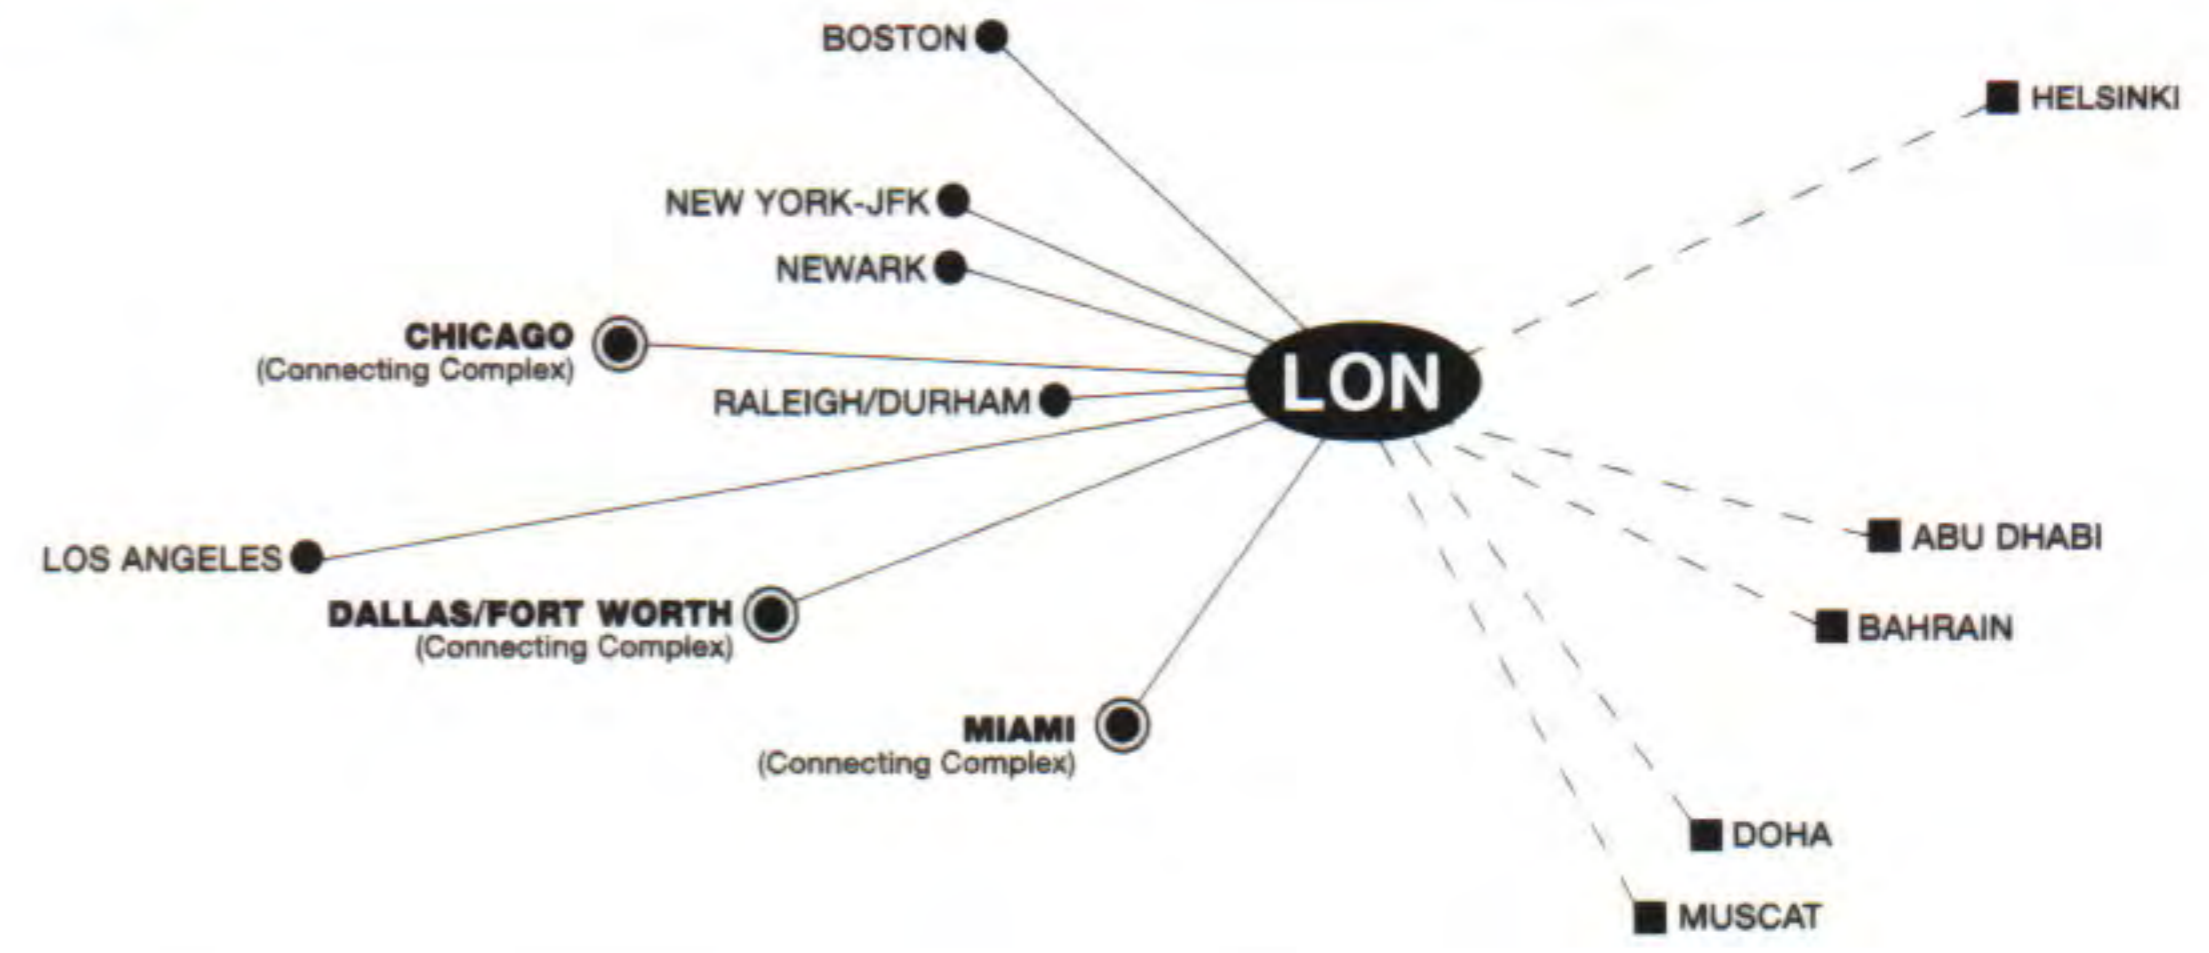 BOSTON
HELSINKI
NEW YORK-JFK
NEWARK
CHICAGO
(Connecting Complex)
LON
RALEIGH/DURHAM
LOS ANGELES
ABU DHABI
DALLAS/FORT WORTH
(Connecting Complex)
BAHRAIN
MIAMI
(Connecting Complex)
DOHA
MUSCAT